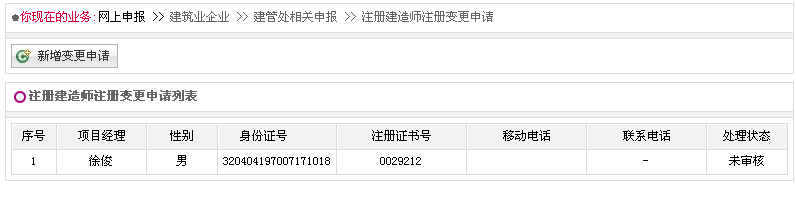 你现在的业务:网上申报 >> 建筑业企业 >> 建管处相关申报 >> 注册建造师注册变更申请
新增变更申请
注册建造师注册变更申请列表
序号 项目经理 性别 身份证号 注册证书号 移动电话 联系电话 处理状态
1 徐俊 男 320404197007171018 0029212 - 未审核